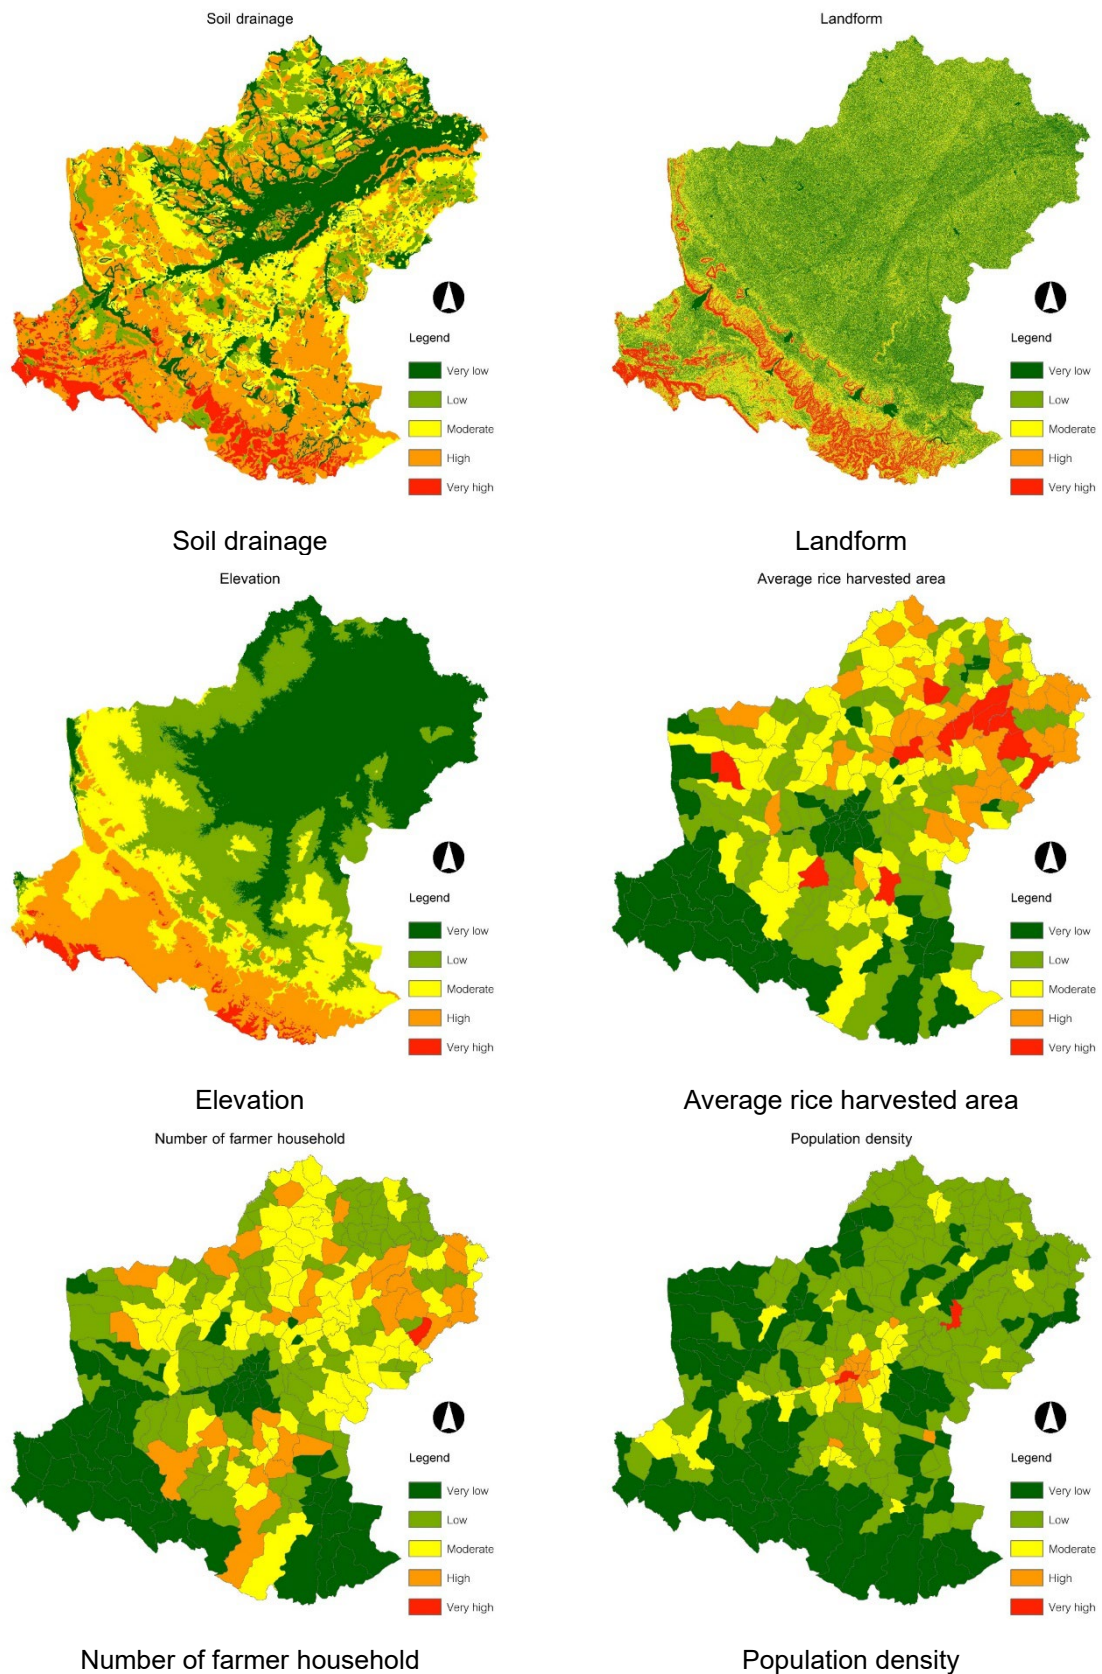 Soil drainage
Landform
Legend
Very low
Low
Moderate
High
Very high
Legend
Very low
Low
Moderate
High
Very high
Soil drainage
Landform
Elevation
Average rice harvested area
Legend
Very low
Low
Moderate
High
Very high
Legend
Very low
Low
Moderate
High
Very high
Elevation
Average rice harvested area
Number of farmer household
Population density
Legend
Very low
Low
Moderate
High
Very high
Legend
Very low
Low
Moderate
High
Very high
Number of farmer household
Population density